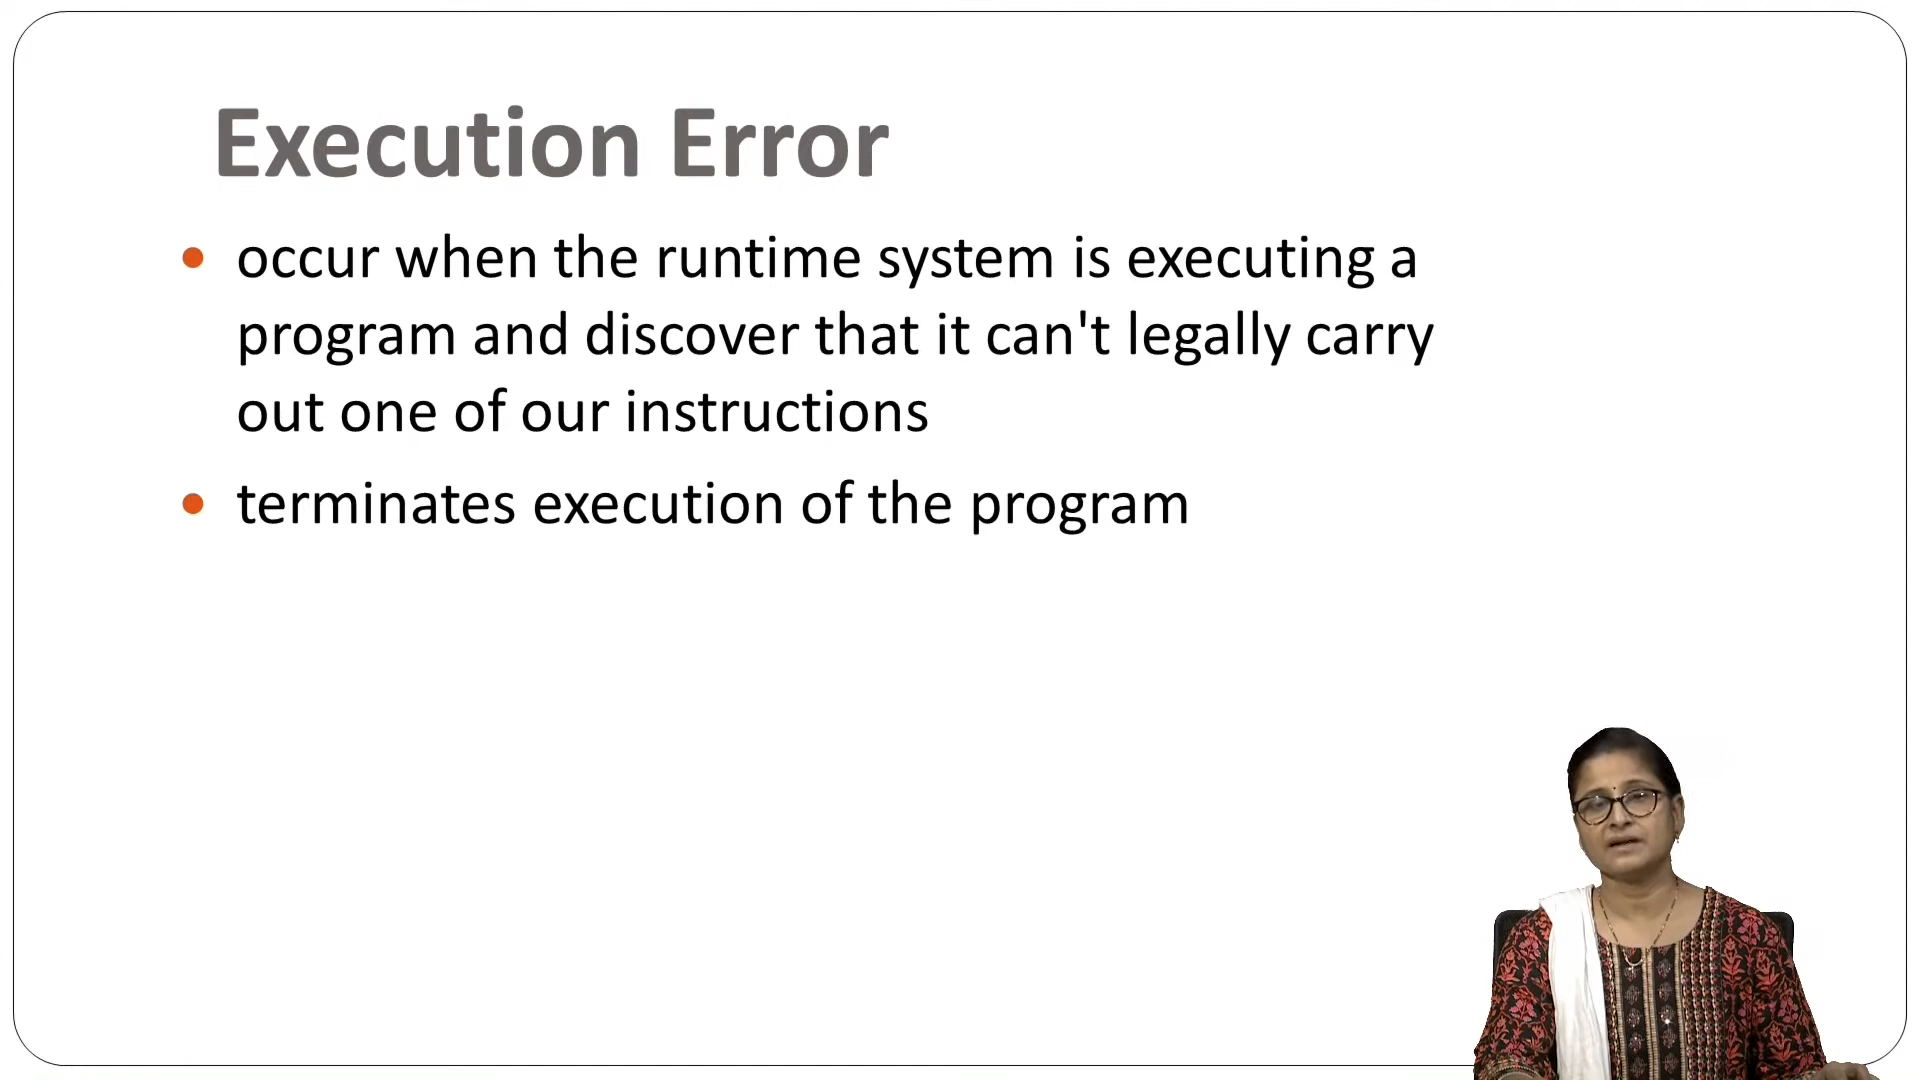 Execution Error
occur when the runtime system is executing a
program and discover that it can't legally carry
out one of our instructions
terminates execution of the program